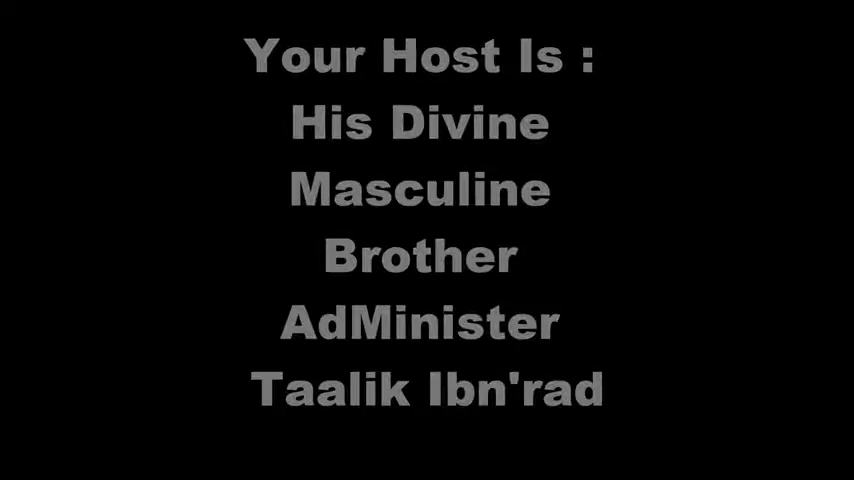 Your Host Is :
His Divine
Masculine
Brother
AdMinister
Taalik Ibn'rad